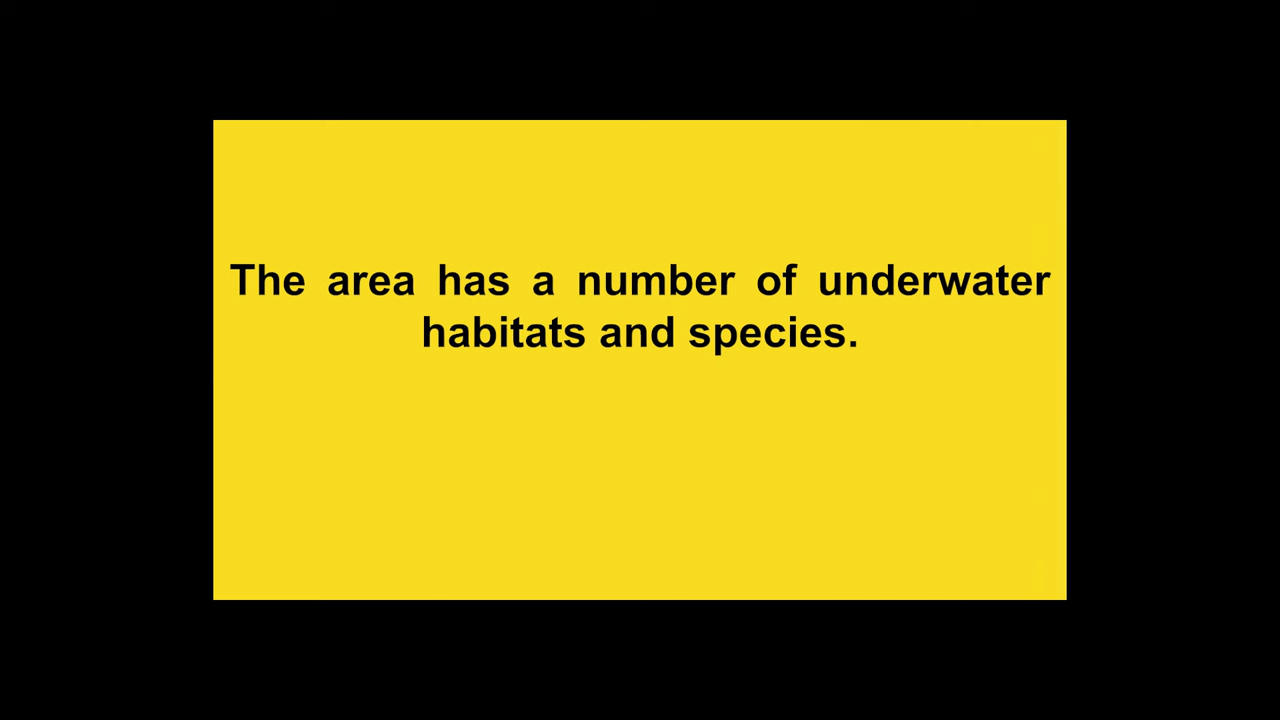 The area has a number of underwater
habitats and species.